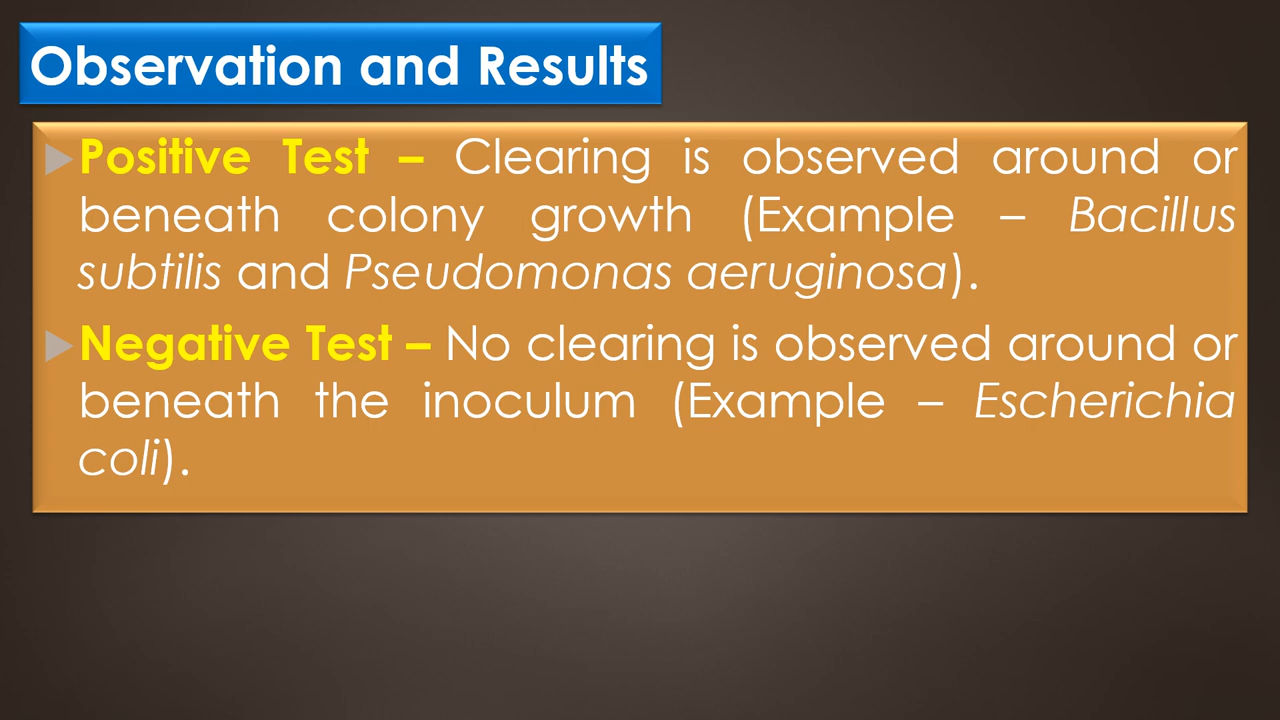 Observation and Results
Positive Test – Clearing is observed around or
beneath colony growth (Example – Bacillus
subtilis and Pseudomonas aeruginosa).
Negative Test – No clearing is observed around or
beneath the inoculum (Example – Escherichia
coli).